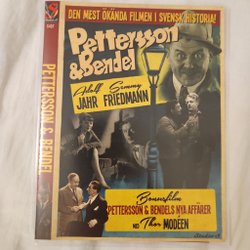 DEN MEST ÖKÄNDA FILMEN I SVENSK HISTORIA!
Pettersson
& Bendel
Adolf
JAHR
Semmy
FRIEDMANN
Bonusfilm
PETTERSSON & BENDELS NYA AFFÄRER
MED Thor MODÉEN
PETTERSSON & BENDEL